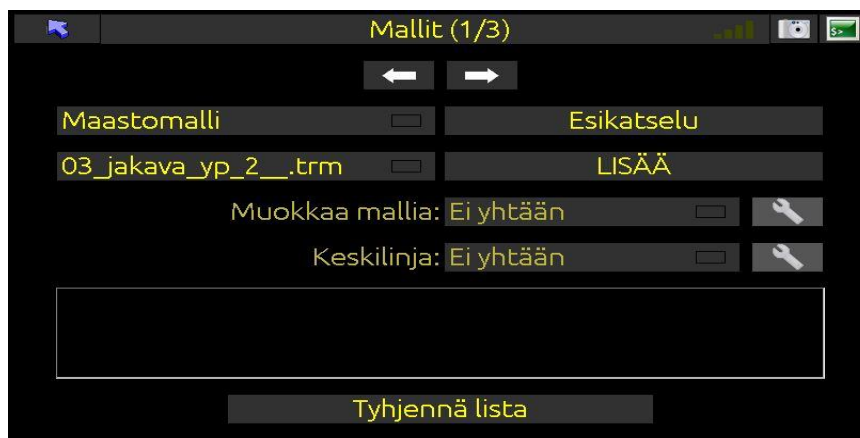 Mallit (1/3)
$>
Maastomalli
Esikatselu
03_jakava_yp_2__.trm
LISÄÄ
Muokkaa mallia: Ei yhtään
Keskilinja: Ei yhtään
Tyhjennä lista